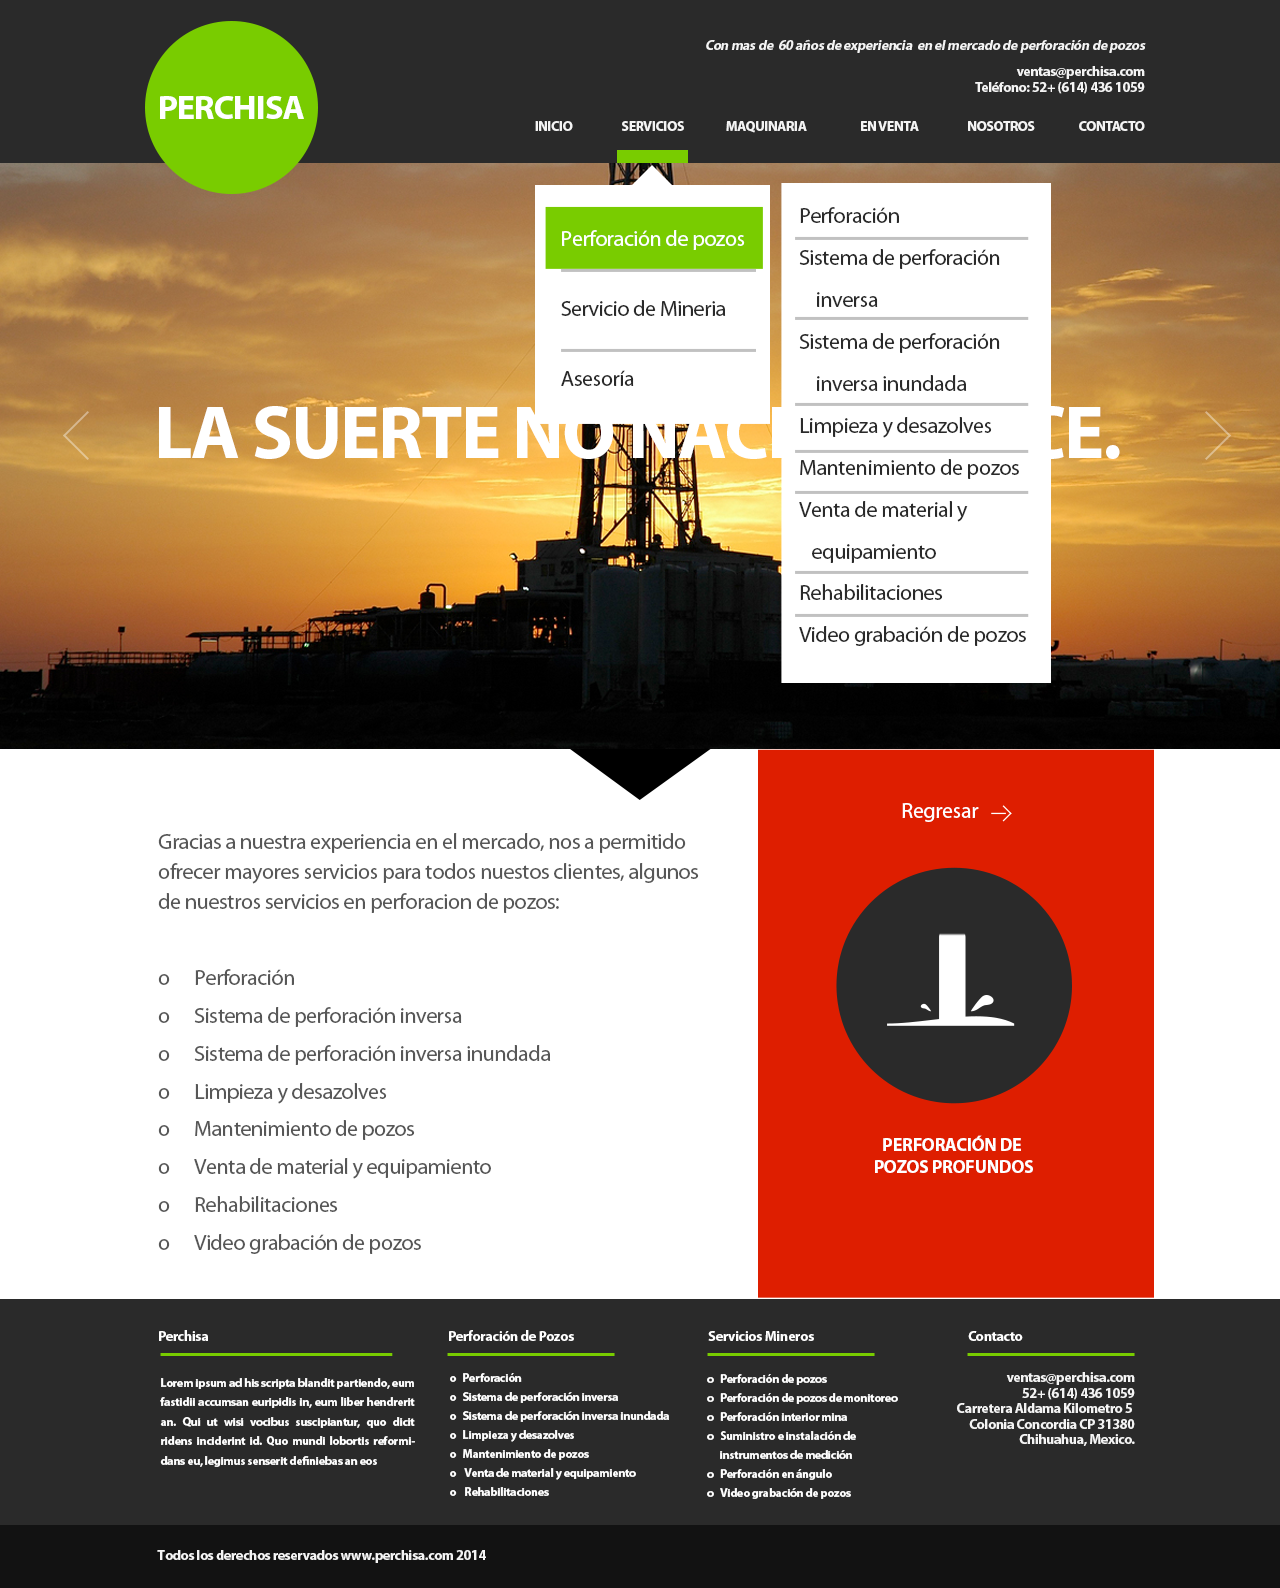 PERCHISA
Con mas de 60 años de experiencia en el mercado de perforación de pozos
ventas@perchisa.com
Teléfono: 52+ (614) 436 1059
INICIO SERVICIOS MAQUINARIA EN VENTA NOSOTROS CONTACTO
Perforación de pozos
Servicio de Mineria
Asesoría
Perforación
Sistema de perforación
inversa
Sistema de perforación
inversa inundada
Limpieza y desazolves
Mantenimiento de pozos
Venta de material y
equipamiento
Rehabilitaciones
Video grabación de pozos
LA SUERTE NO NACE
Gracias a nuestra experiencia en el mercado, nos a permitido
ofrecer mayores servicios para todos nuestos clientes, algunos
de nuestros servicios en perforacion de pozos:
o Perforación
o Sistema de perforación inversa
o Sistema de perforación inversa inundada
o Limpieza y desazolves
o Mantenimiento de pozos
o Venta de material y equipamiento
o Rehabilitaciones
o Video grabación de pozos
Regresar
PERFORACIÓN DE
POZOS PROFUNDOS
Perchisa
Lorem ipsum ad his scripta blandit partiendo, eum
fastidii accumsan euripidis in, eum liber hendrerit
an. Qui ut wisi vocibus suscipiantur, quo dicit
ridens inciderint id. Quo mundi lobortis reformi-
dans eu, legimus senserit definiebas an eos
Perforación de Pozos
o Perforación
o Sistema de perforación inversa
o Sistema de perforación inversa inundada
o Limpieza y desazolves
o Mantenimiento de pozos
o Venta de material y equipamiento
o Rehabilitaciones
Servicios Mineros
o Perforación de pozos
o Perforación de pozos de monitoreo
o Perforación interior mina
o Suministro e instalación de
instrumentos de medición
o Perforación en ángulo
o Video grabación de pozos
Contacto
ventas@perchisa.com
52+ (614) 436 1059
Carretera Aldama Kilometro 5
Colonia Concordia CP 31380
Chihuahua, Mexico.
Todos los derechos reservados www.perchisa.com 2014